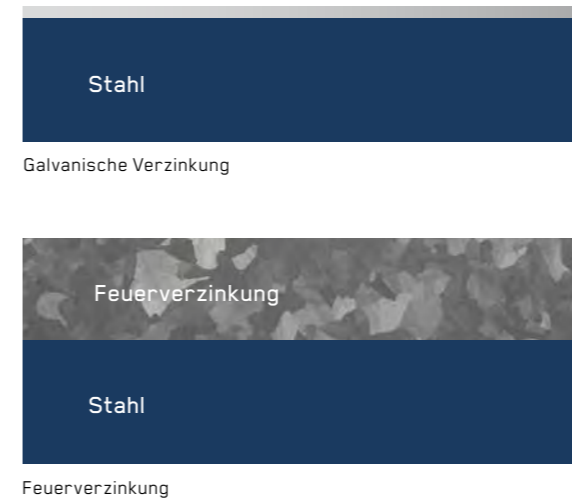 Stahl
Galvanische Verzinkung
Feuerverzinkung
Stahl
Feuerverzinkung